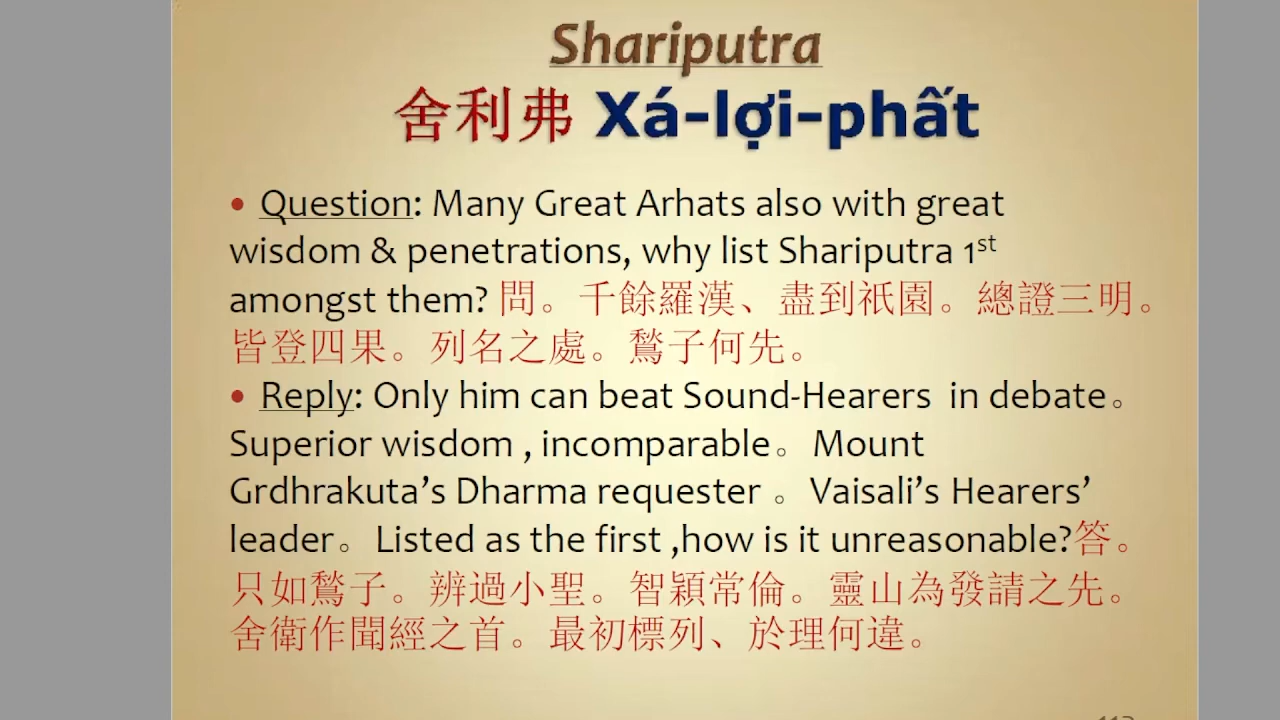 Shariputra
舍利弗 Xá-lợi-phất
• Question: Many Great Arhats also with great
wisdom & penetrations, why list Shariputra 1st
amongst them? 問。千餘羅漢、盡到祇園。總證三明。
皆登四果。列名之處。鶖子何先。
• Reply: Only him can beat Sound-Hearers in debate。
Superior wisdom , incomparable。 Mount
Grdhrakuta’s Dharma requester 。 Vaisali’s Hearers’
leader。 Listed as the first ,how is it unreasonable?答。
只如鶖子。辨過小聖。智穎常倫。靈山為發請之先。
舍衛作聞經之首。最初標列、於理何違。